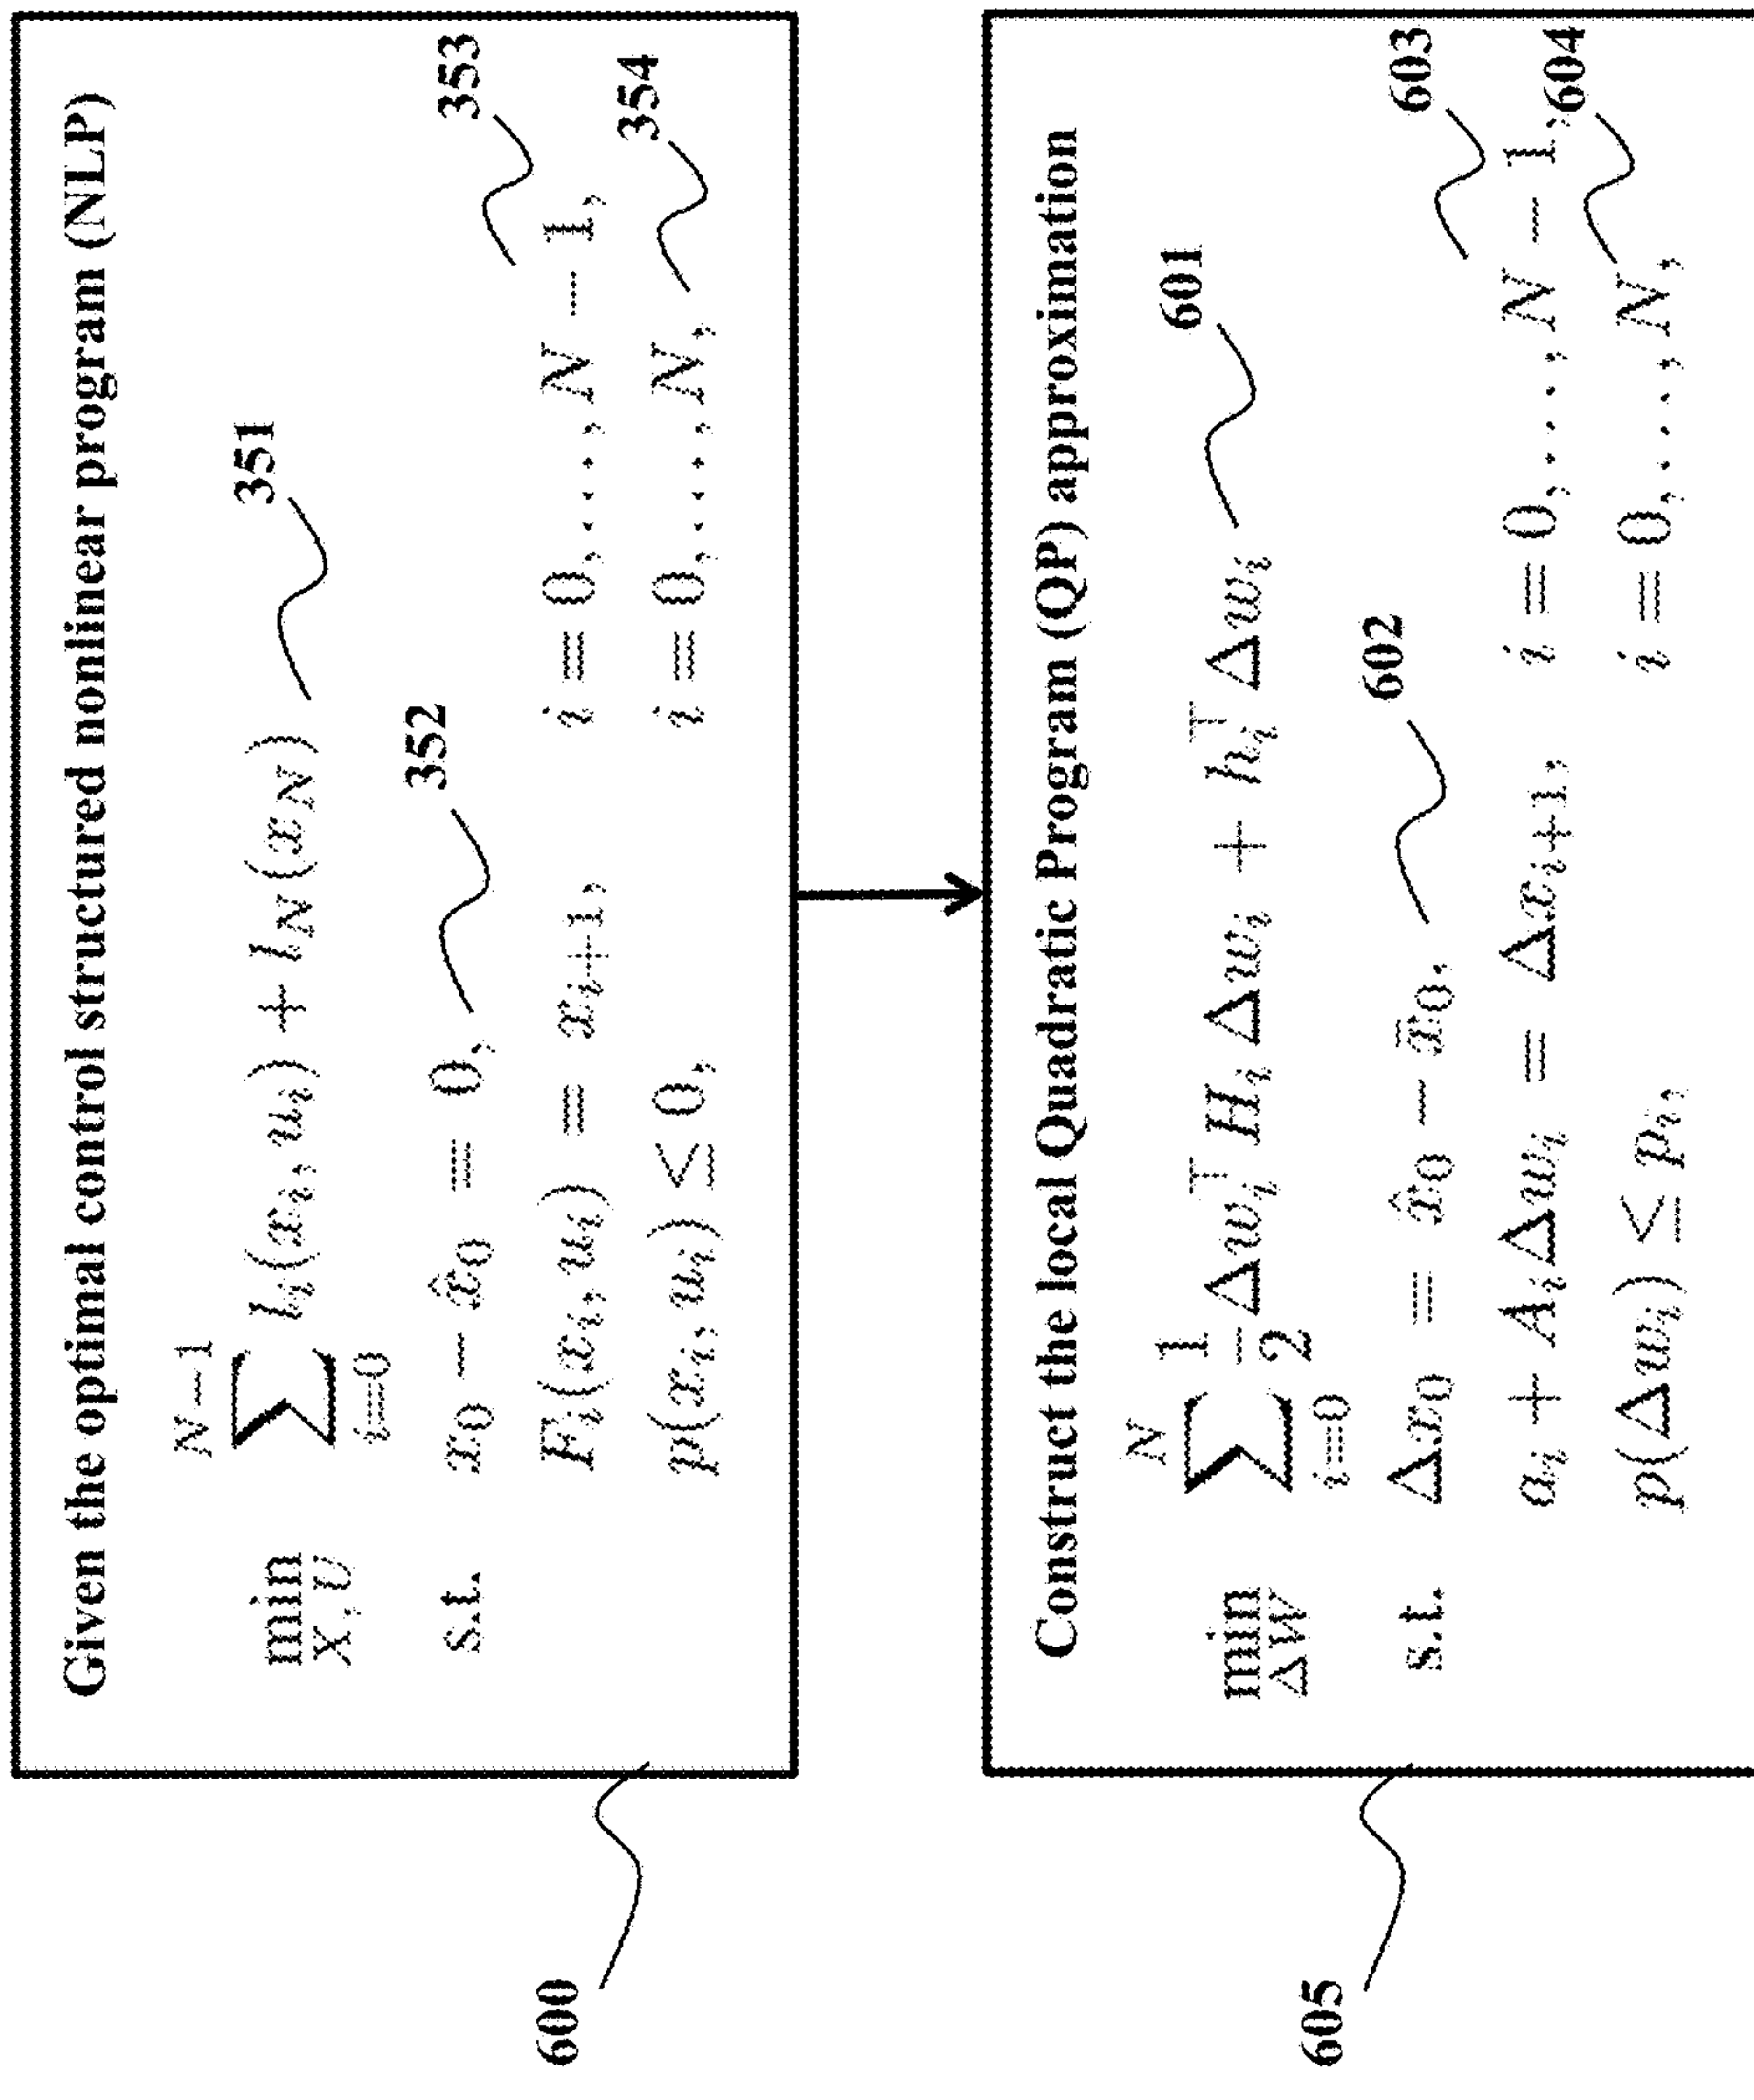 Given the optimal control structured nonlinear program (NLP)
min X,U ∑_{i=0}^{N−1} l_i(x_i, u_i) + l_N(x_N) 351
s.t. x_0 − x̂_0 = 0, 352
F_i(x_i, u_i) = x_{i+1}, i = 0, . . . , N − 1, 353
p(x_i, u_i) ≤ 0, i = 0, . . . , N, 354
600
Construct the local Quadratic Program (QP) approximation
min ΔW ∑_{i=0}^{N} 1/2 Δw_i^⊤ H_i Δw_i + h_i^⊤ Δw_i 601
s.t. Δx_0 = x̂_0 − x̄_0, 602
a_i + A_i Δw_i = Δx_{i+1}, i = 0, . . . , N − 1, 603
p(Δw_i) ≤ p_i, i = 0, . . . , N, 604
605